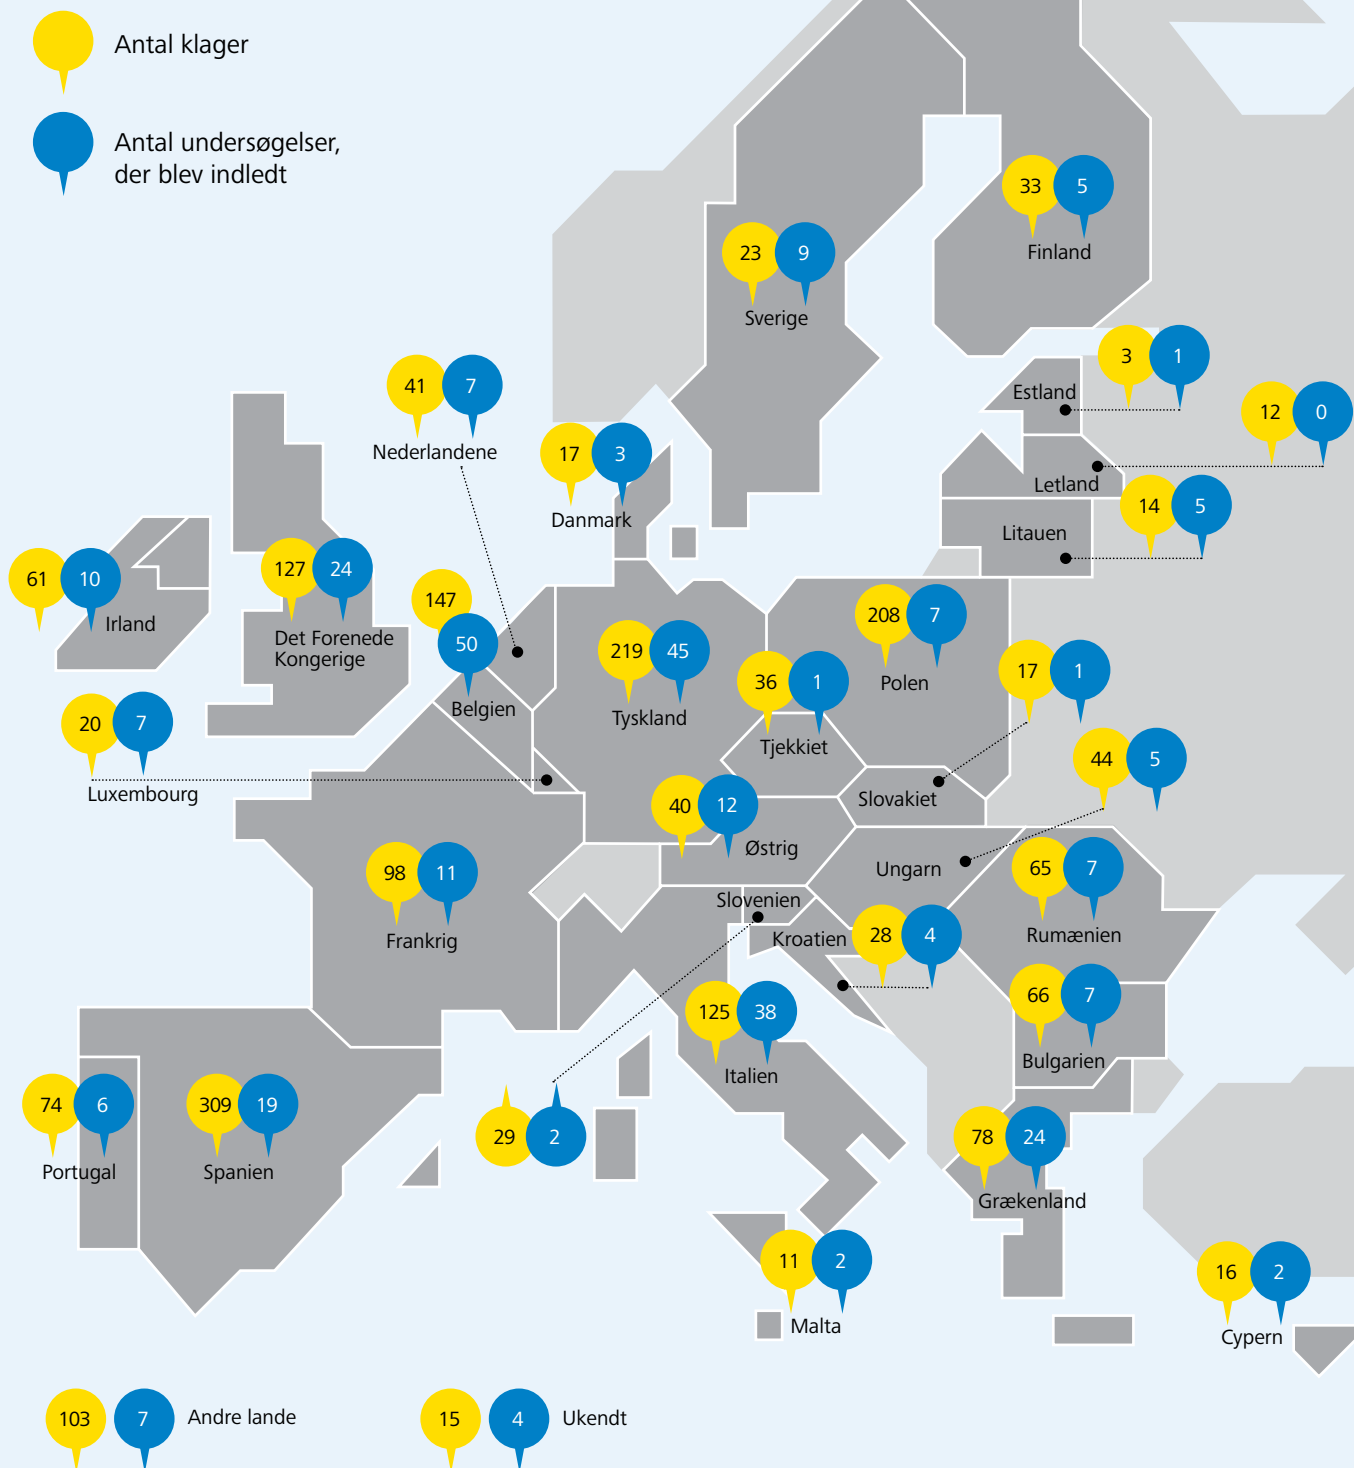 Antal klager
Antal undersøgelser,
der blev indledt
33
5
Finland
23
9
Sverige
3
1
Estland
41
7
Nederlandene
12
0
Letland
17
3
Danmark
14
5
Litauen
61
10
Irland
127
24
Det Forenede
Kongerige
147
50
Belgien
219
45
Tyskland
208
7
Polen
36
1
Tjekkiet
17
1
Slovakiet
20
7
Luxembourg
44
5
Ungarn
40
12
Østrig
98
11
Frankrig
65
7
Rumænien
Slovenien
29
2
Kroatien
28
4
125
38
Italien
66
7
Bulgarien
74
6
Portugal
309
19
Spanien
78
24
Grækenland
11
2
Malta
16
2
Cypern
103
7
Andre lande
15
4
Ukendt